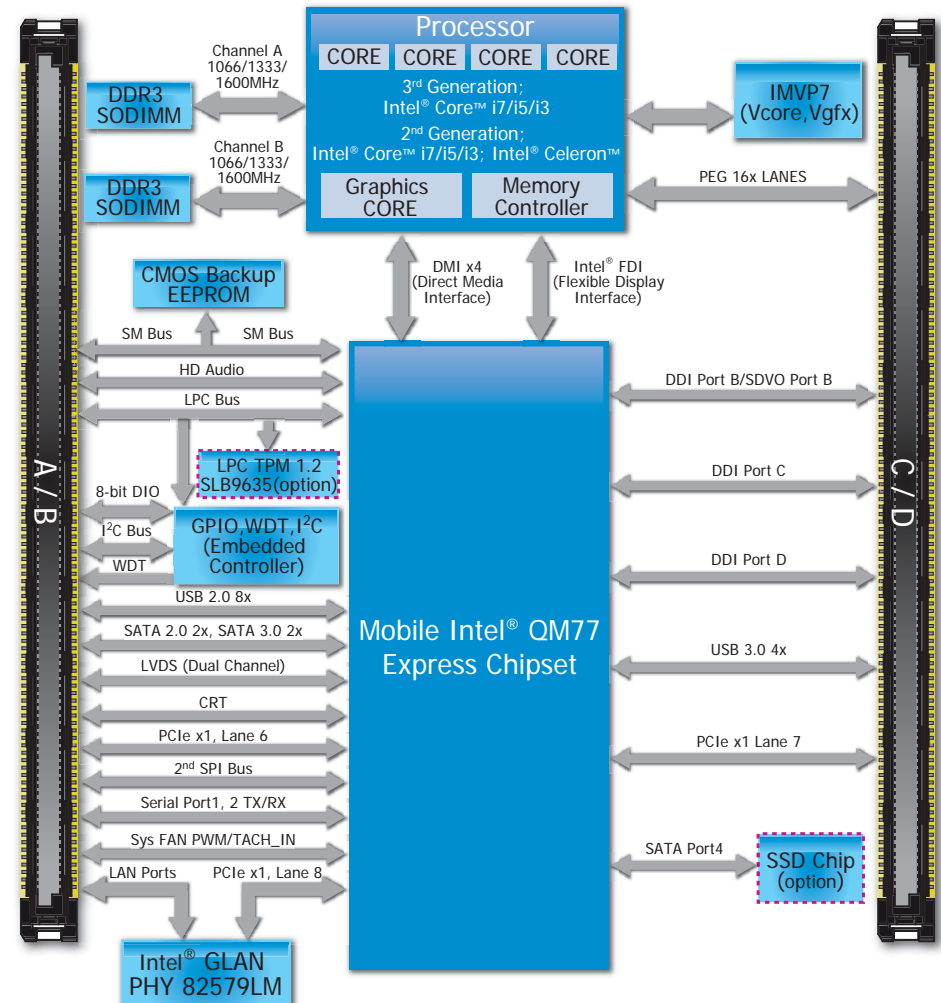 Processor
CORE CORE CORE CORE
3rd Generation;
Intel® Core™ i7/i5/i3
2nd Generation;
Intel® Core™ i7/i5/i3; Intel® Celeron™
Graphics
CORE
Memory
Controller
Channel A
1066/1333/
1600MHz
DDR3
SODIMM
Channel B
1066/1333/
1600MHz
DDR3
SODIMM
IMVP7
(Vcore,Vgfx)
PEG 16x LANES
DMI x4
(Direct Media
Interface)
Intel® FDI
(Flexible Display
Interface)
CMOS Backup
EEPROM
SM Bus
SM Bus
HD Audio
LPC Bus
LPC TPM 1.2
SLB9635(option)
8-bit DIO
I2C Bus
WDT
GPIO,WDT,I2C
(Embedded
Controller)
USB 2.0 8x
SATA 2.0 2x, SATA 3.0 2x
LVDS (Dual Channel)
CRT
PCIe x1, Lane 6
2nd SPI Bus
Serial Port1, 2 TX/RX
Sys FAN PWM/TACH_IN
LAN Ports
PCIe x1, Lane 8
Intel® GLAN
PHY 82579LM
Mobile Intel® QM77
Express Chipset
DDI Port B/SDVO Port B
DDI Port C
DDI Port D
USB 3.0 4x
PCIe x1 Lane 7
SATA Port4
SSD Chip
(option)
A / B
C / D